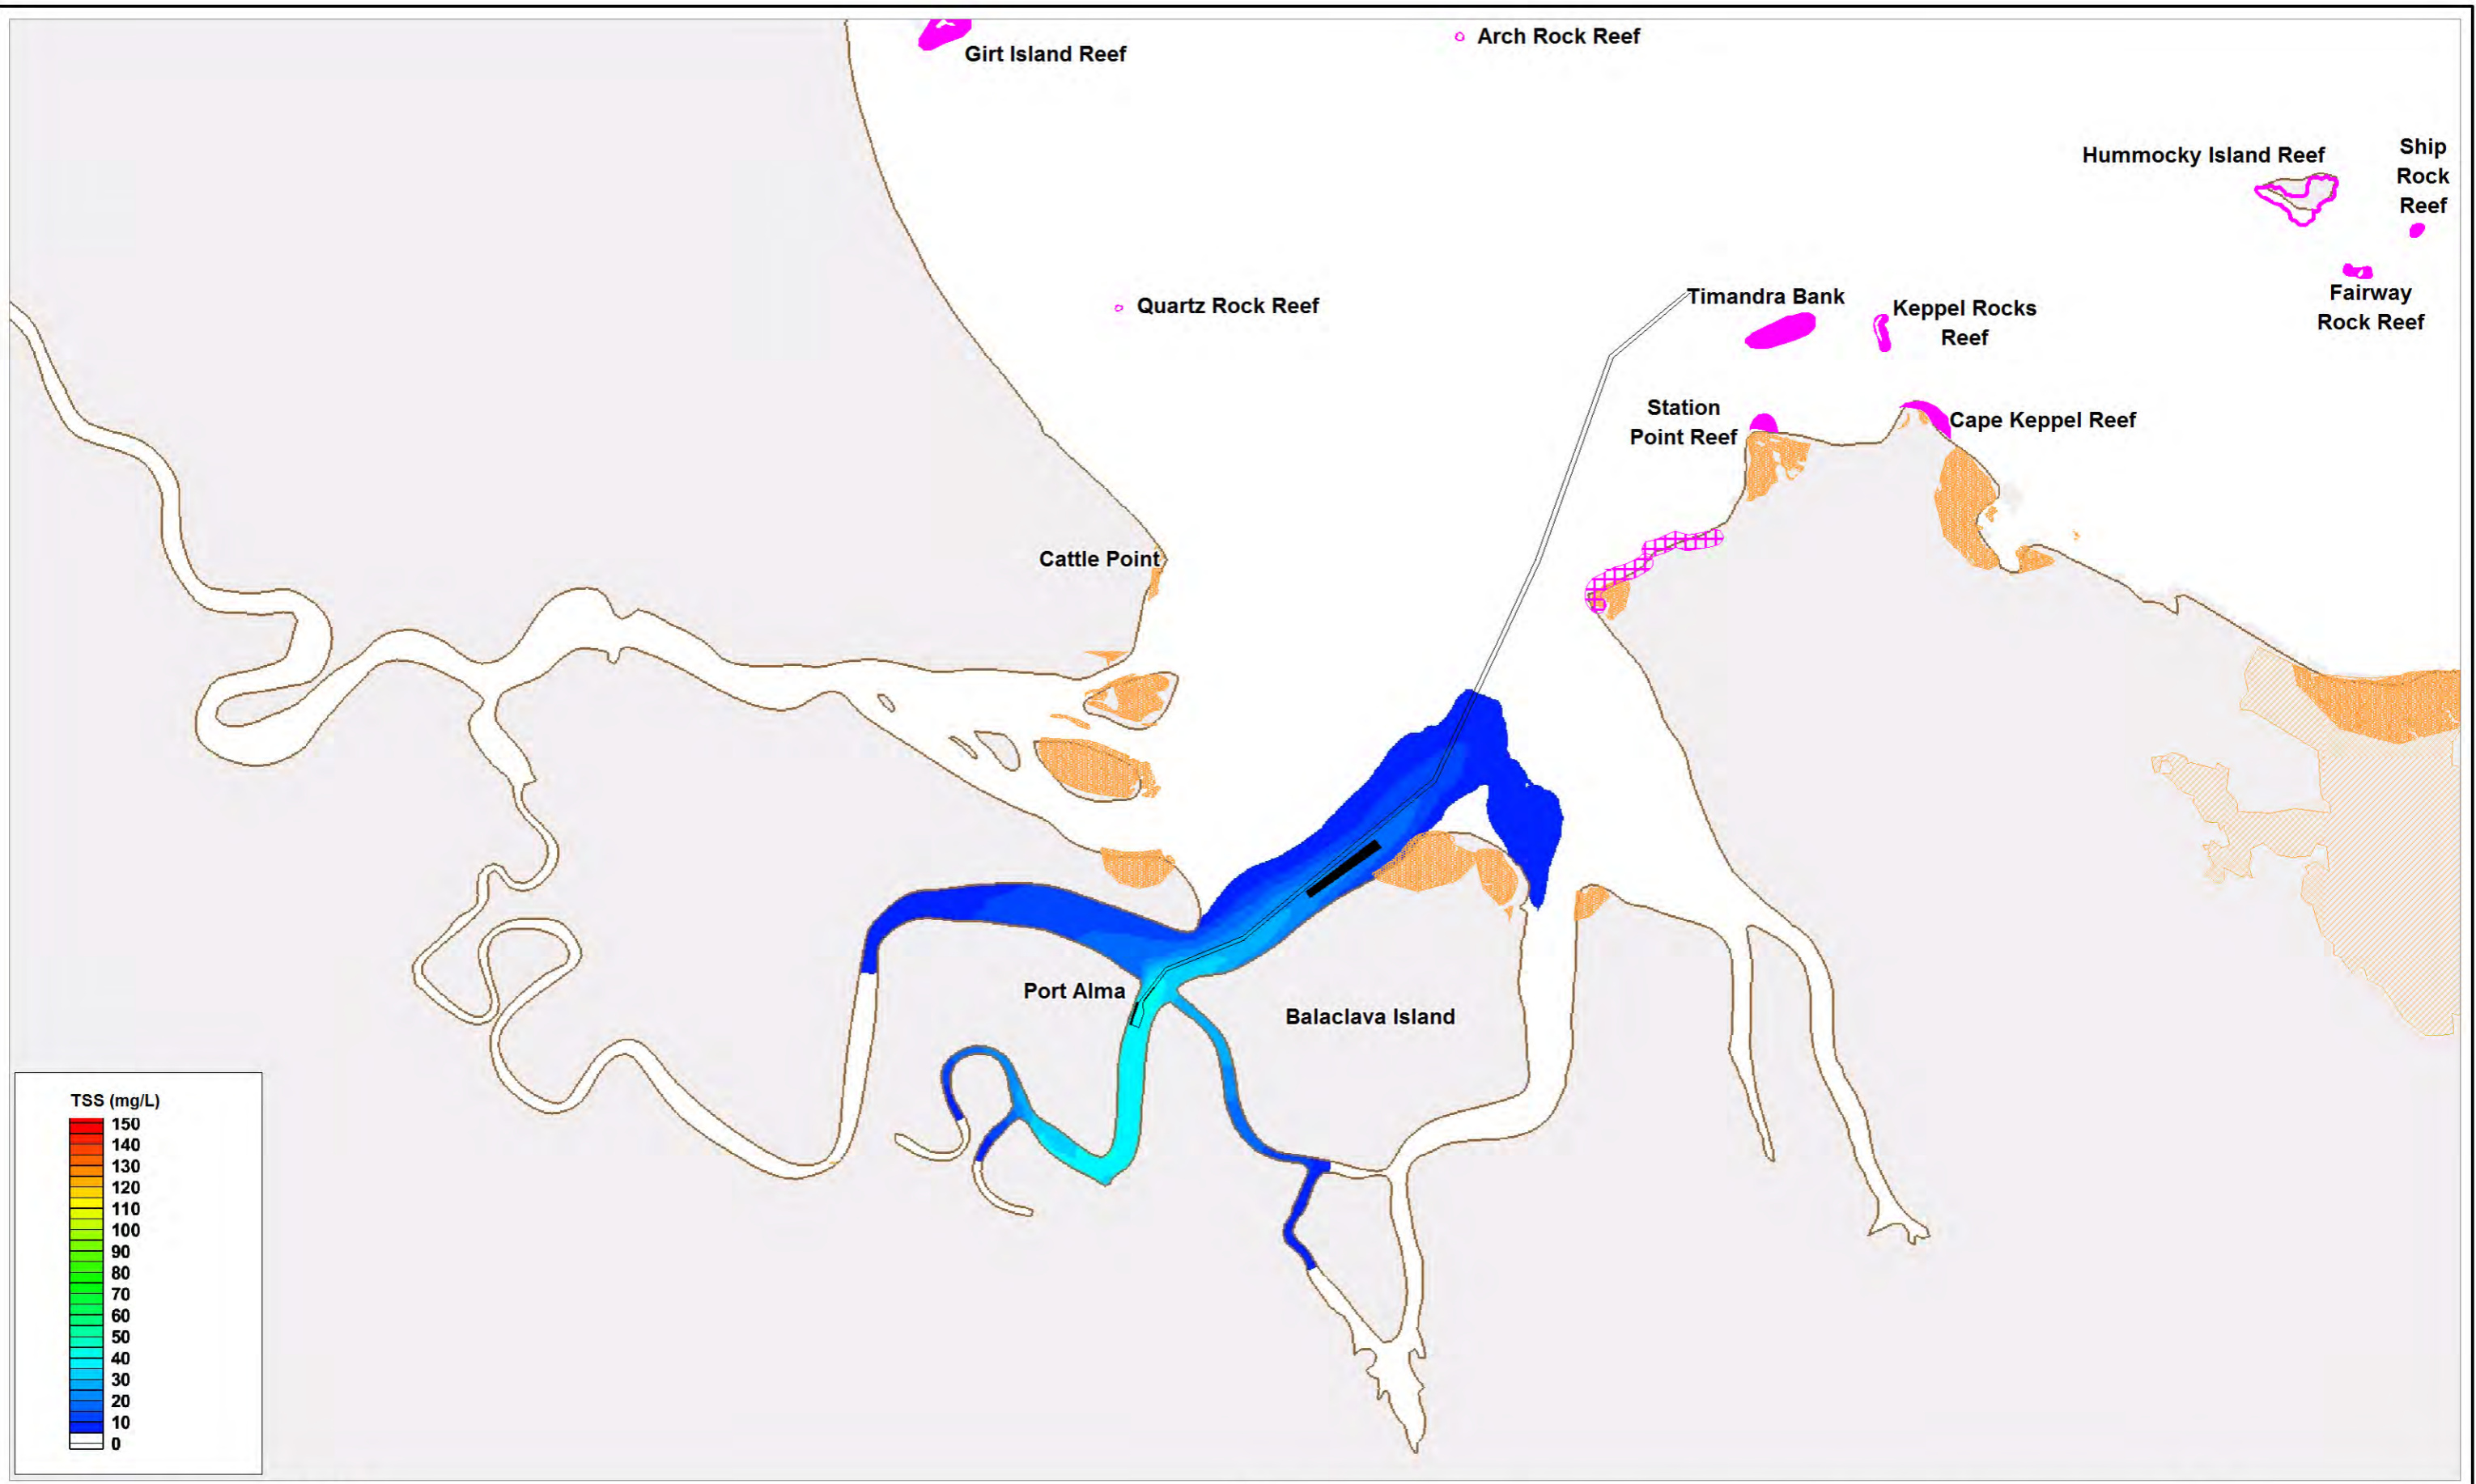 Girt Island Reef
Arch Rock Reef
Hummocky Island Reef
Ship
Rock
Reef
Quartz Rock Reef
Timandra Bank
Keppel Rocks
Reef
Fairway
Rock Reef
Station
Point Reef
Cape Keppel Reef
Cattle Point
Port Alma
Balaclava Island
TSS (mg/L)
150
140
130
120
110
100
90
80
70
60
50
40
30
20
10
0